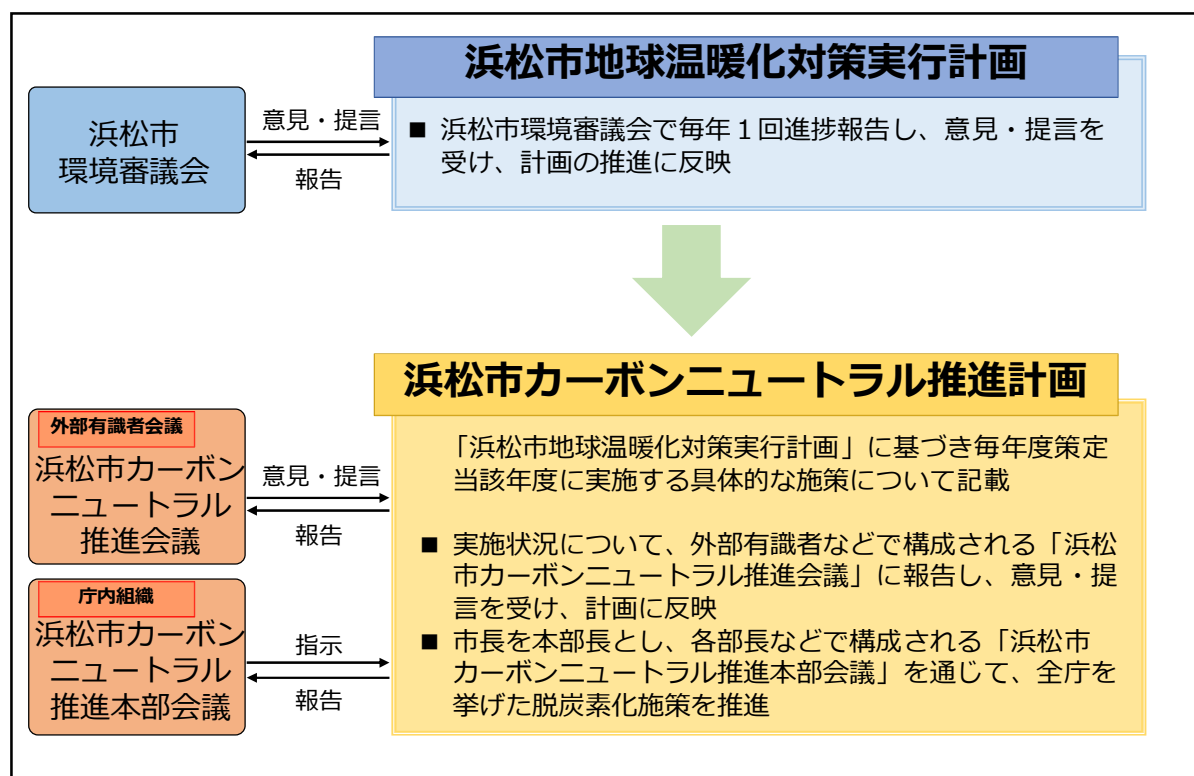 浜松市地球温暖化対策実行計画
浜松市
環境審議会
意見・提言
報告
■ 浜松市環境審議会で毎年１回進捗報告し、意見・提言を
受け、計画の推進に反映
浜松市カーボンニュートラル推進計画
外部有識者会議
浜松市カーボン
ニュートラル
推進会議
意見・提言
報告
「浜松市地球温暖化対策実行計画」に基づき毎年度策定
当該年度に実施する具体的な施策について記載
■ 実施状況について、外部有識者などで構成される「浜松
市カーボンニュートラル推進会議」に報告し、意見・提
言を受け、計画に反映
庁内組織
浜松市カーボン
ニュートラル
推進本部会議
指示
報告
■ 市長を本部長とし、各部長などで構成される「浜松市
カーボンニュートラル推進本部会議」を通じて、全庁を
挙げた脱炭素化施策を推進